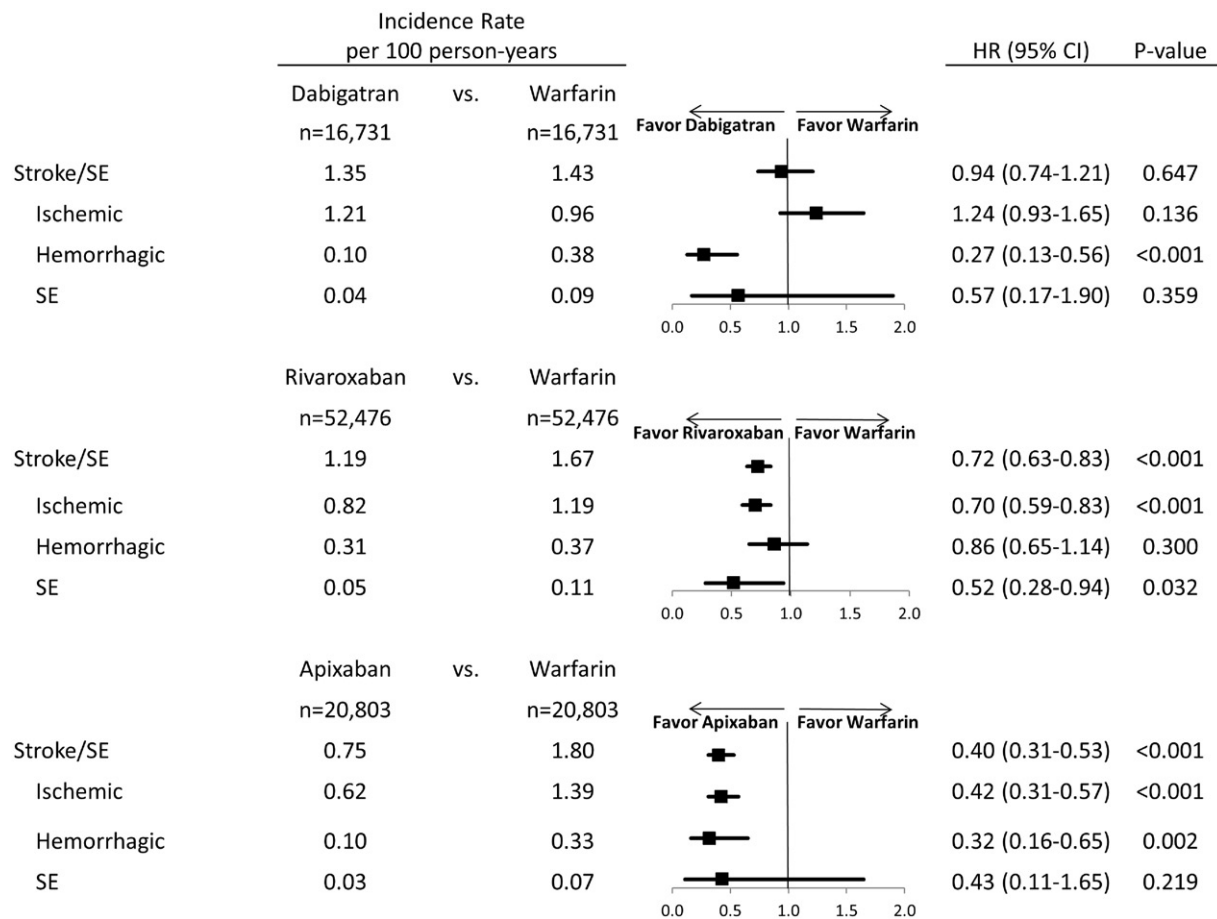 Incidence Rate
per 100 person-years
HR (95% CI) P-value
Dabigatran vs. Warfarin
n=16,731 n=16,731
Favor Dabigatran Favor Warfarin
Stroke/SE 1.35 1.43 0.94 (0.74-1.21) 0.647
Ischemic 1.21 0.96 1.24 (0.93-1.65) 0.136
Hemorrhagic 0.10 0.38 0.27 (0.13-0.56) <0.001
SE 0.04 0.09 0.57 (0.17-1.90) 0.359
0.0 0.5 1.0 1.5 2.0
Rivaroxaban vs. Warfarin
n=52,476 n=52,476
Favor Rivaroxaban Favor Warfarin
Stroke/SE 1.19 1.67 0.72 (0.63-0.83) <0.001
Ischemic 0.82 1.19 0.70 (0.59-0.83) <0.001
Hemorrhagic 0.31 0.37 0.86 (0.65-1.14) 0.300
SE 0.05 0.11 0.52 (0.28-0.94) 0.032
0.0 0.5 1.0 1.5 2.0
Apixaban vs. Warfarin
n=20,803 n=20,803
Favor Apixaban Favor Warfarin
Stroke/SE 0.75 1.80 0.40 (0.31-0.53) <0.001
Ischemic 0.62 1.39 0.42 (0.31-0.57) <0.001
Hemorrhagic 0.10 0.33 0.32 (0.16-0.65) 0.002
SE 0.03 0.07 0.43 (0.11-1.65) 0.219
0.0 0.5 1.0 1.5 2.0